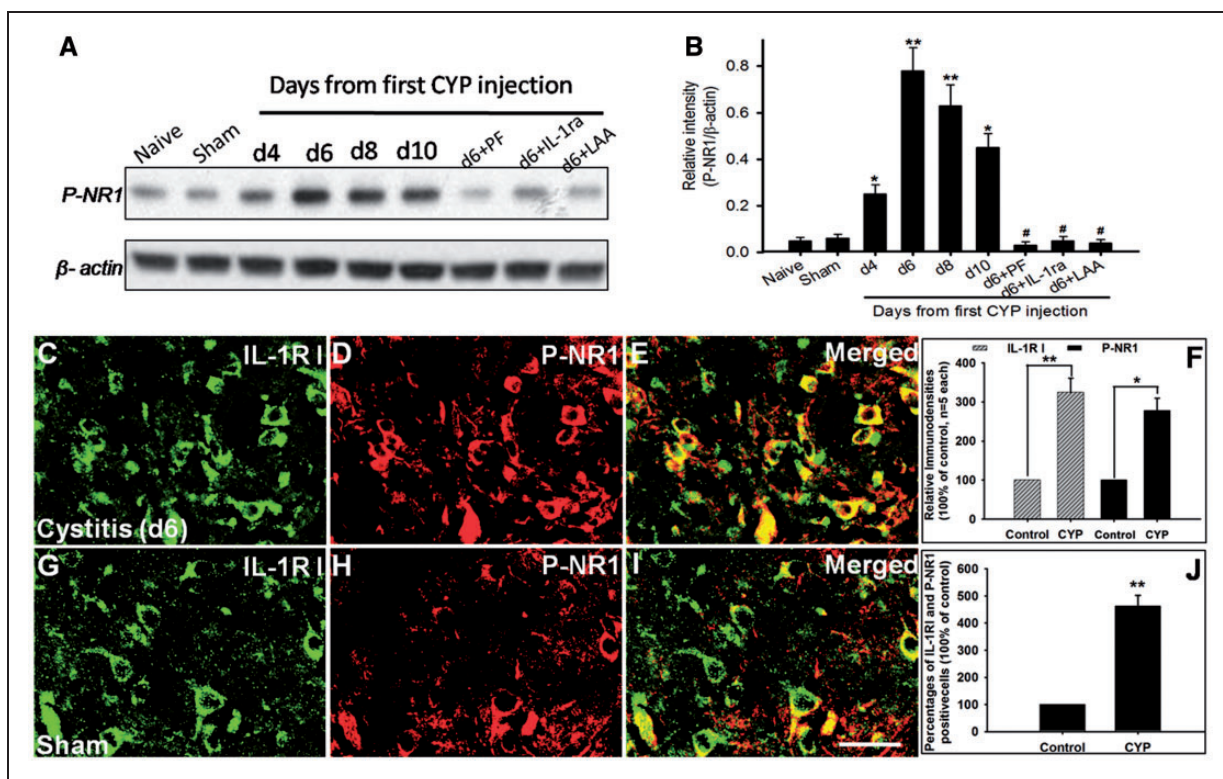 A
Days from first CYP injection
Naive Sham d4 d6 d8 d10 d6+PF d6+IL-1ra d6+LAA
P-NR1
β- actin
B
Relative intensity
(P-NR1/β-actin)
0.8
0.6
0.4
0.2
0.0
* ** ** * # # #
Naive Sham d4 d6 d8 d10 d6+PF d6+IL-1ra d6+LAA
Days from first CYP injection
C IL-1R I
Cystitis (d6)
D P-NR1
E Merged
F
IL-1R I P-NR1
Relative Immunodensities
(100% of control, n=5 each)
400
300
200
100
0
** *
Control CYP Control CYP
G IL-1R I
Sham
H P-NR1
I Merged
J
Percentages of IL-1RI and P-NR1
positivecells (100% of control)
600
500
400
300
200
100
0
**
Control CYP